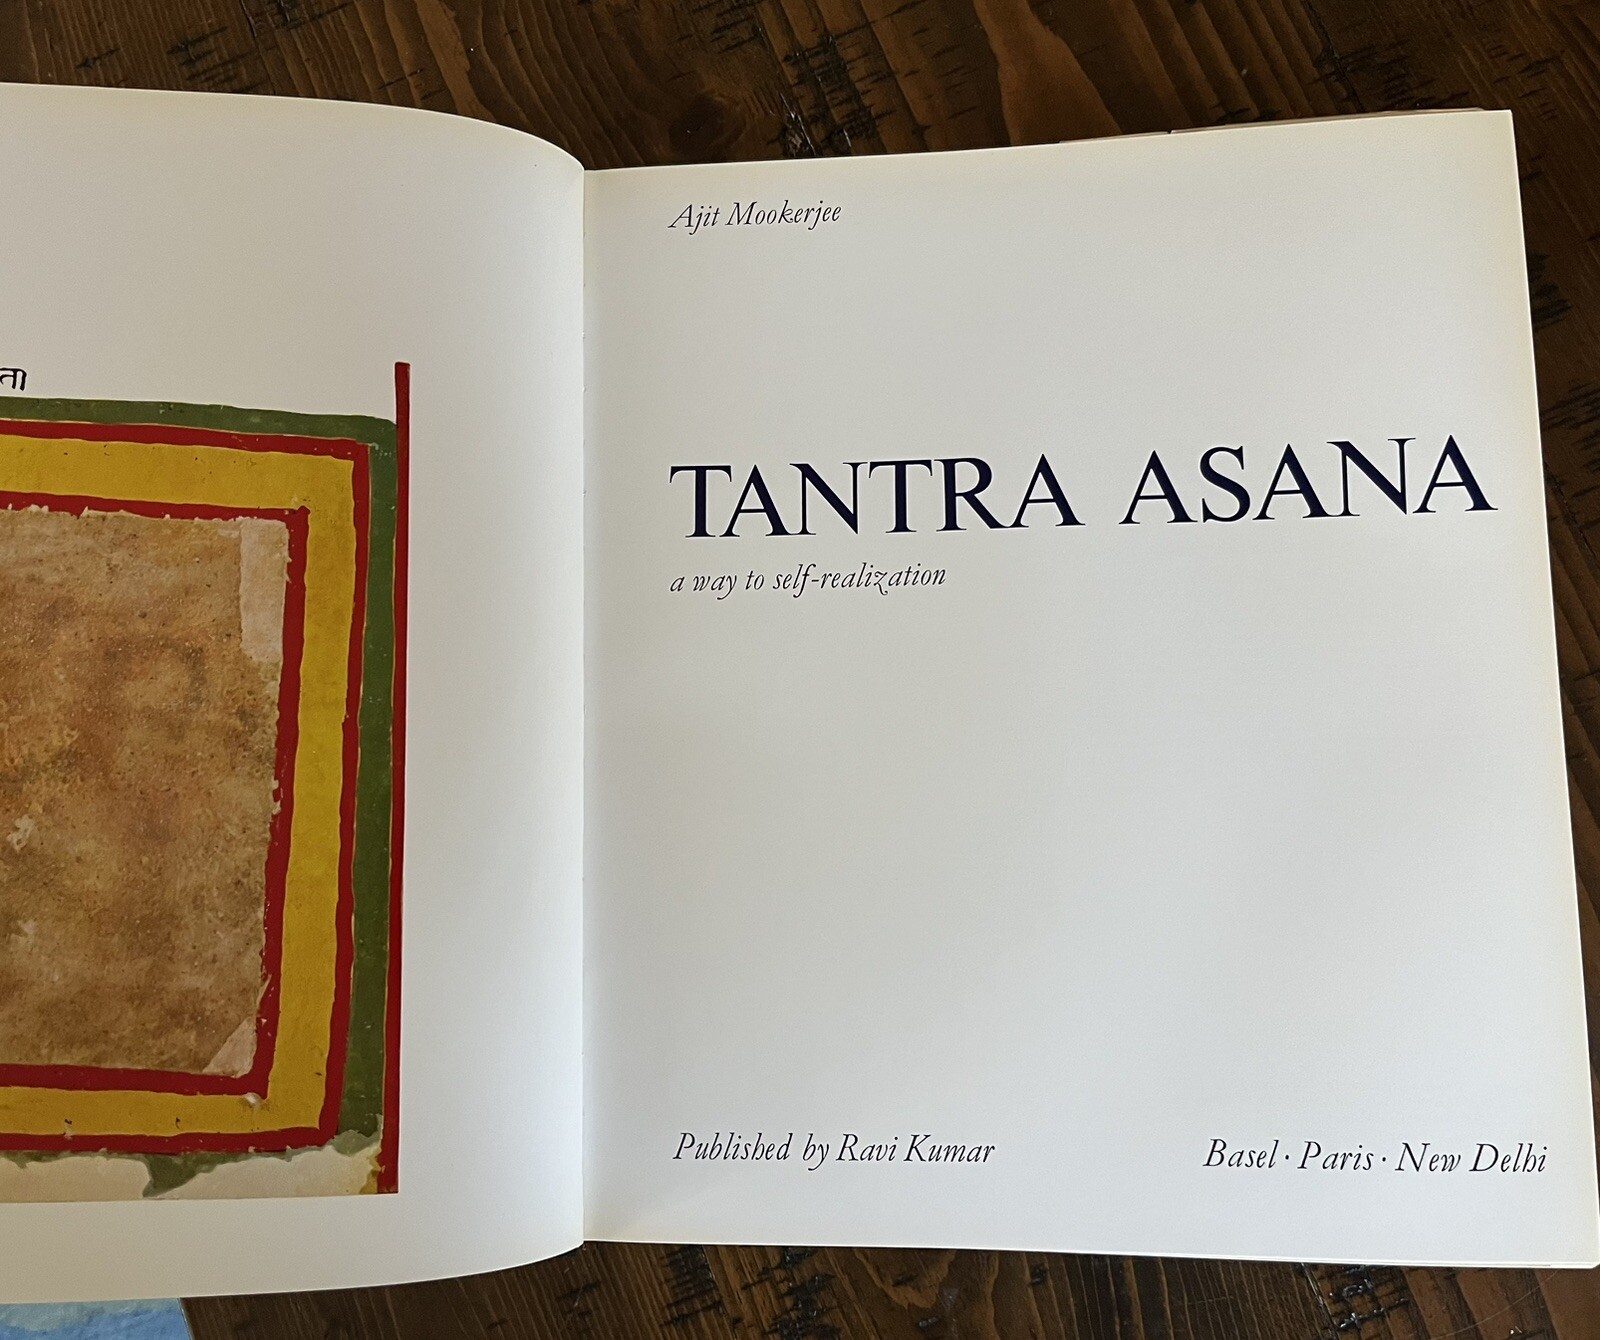 ता
Ajit Mookerjee
TANTRA ASANA
a way to self-realization
Published by Ravi Kumar
Basel · Paris · New Delhi